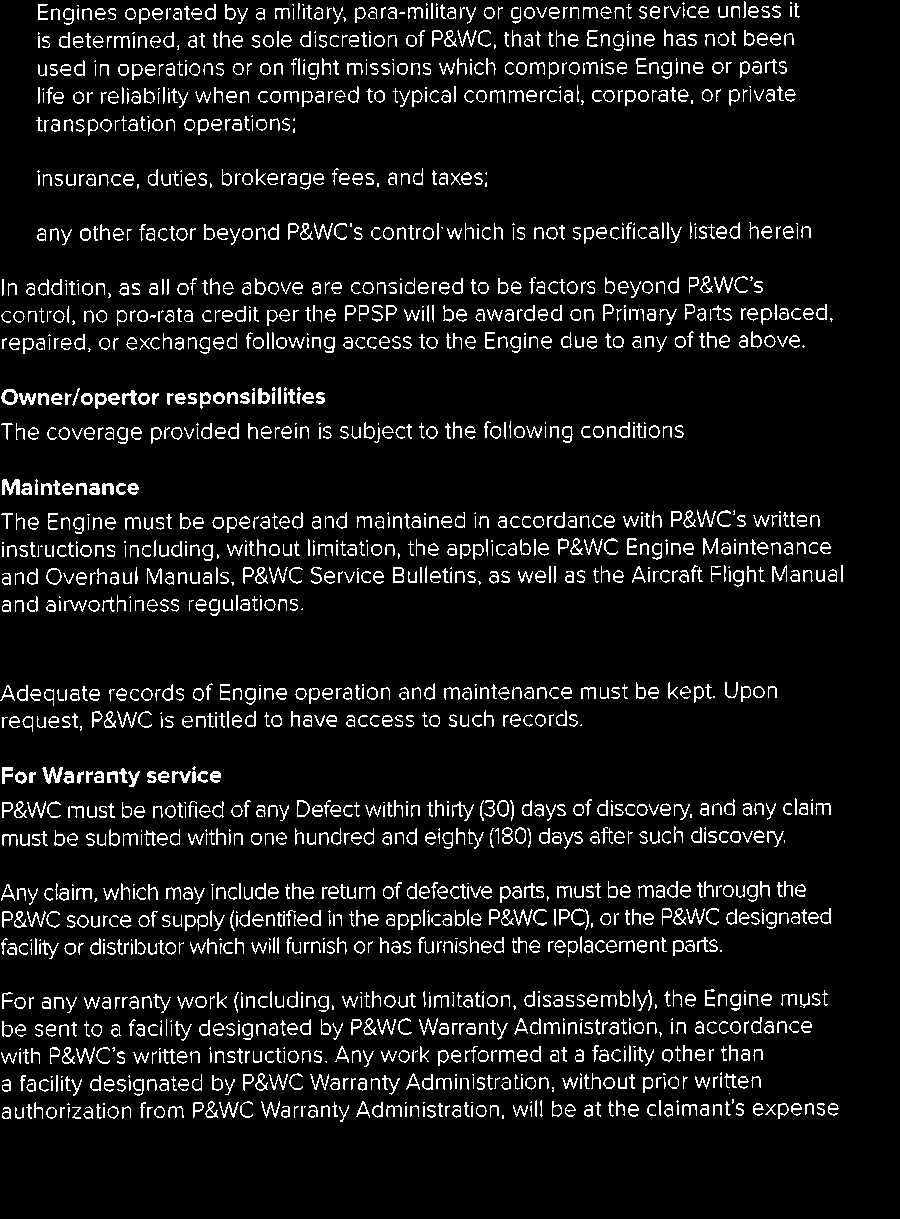 Engines operated by a military, para-military or government service unless it
is determined, at the sole discretion of P&WC, that the Engine has not been
used in operations or on flight missions which compromise Engine or parts
life or reliability when compared to typical commercial, corporate, or private
transportation operations;
insurance, duties, brokerage fees, and taxes;
any other factor beyond P&WC's control which is not specifically listed herein
In addition, as all of the above are considered to be factors beyond P&WC's
control, no pro-rata credit per the PPSP will be awarded on Primary Parts replaced,
repaired, or exchanged following access to the Engine due to any of the above.
Owner/opertor responsibilities
The coverage provided herein is subject to the following conditions
Maintenance
The Engine must be operated and maintained in accordance with P&WC's written
instructions including, without limitation, the applicable P&WC Engine Maintenance
and Overhaul Manuals, P&WC Service Bulletins, as well as the Aircraft Flight Manual
and airworthiness regulations.
Adequate records of Engine operation and maintenance must be kept. Upon
request, P&WC is entitled to have access to such records.
For Warranty service
P&WC must be notified of any Defect within thirty (30) days of discovery, and any claim
must be submitted within one hundred and eighty (180) days after such discovery.
Any claim, which may include the return of defective parts, must be made through the
P&WC source of supply (identified in the applicable P&WC IPC), or the P&WC designated
facility or distributor which will furnish or has furnished the replacement parts.
For any warranty work (including, without limitation, disassembly), the Engine must
be sent to a facility designated by P&WC Warranty Administration, in accordance
with P&WC's written instructions. Any work performed at a facility other than
a facility designated by P&WC Warranty Administration, without prior written
authorization from P&WC Warranty Administration, will be at the claimant's expense